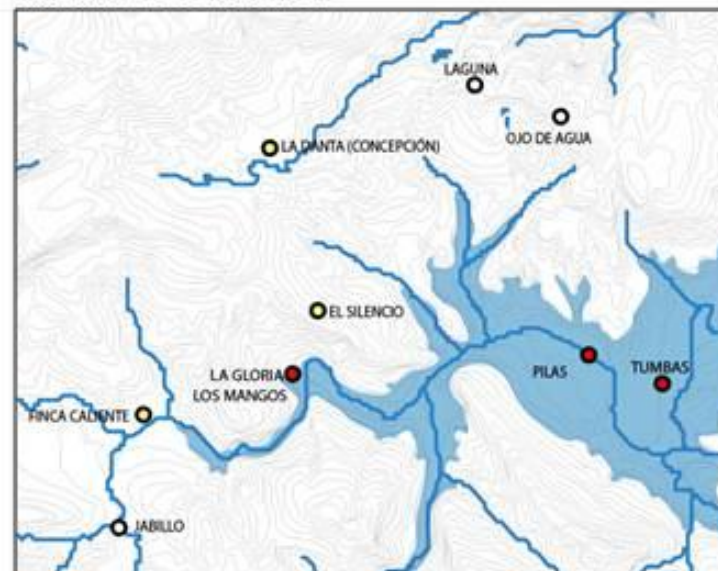 LAGUNA
OJO DE AGUA
LA DANTA (CONCEPCIÓN)
EL SILENCIO
LA GLORIA
LOS MANGOS
PILAS
TUMBAS
FINCA CALIENTE
JABILLO